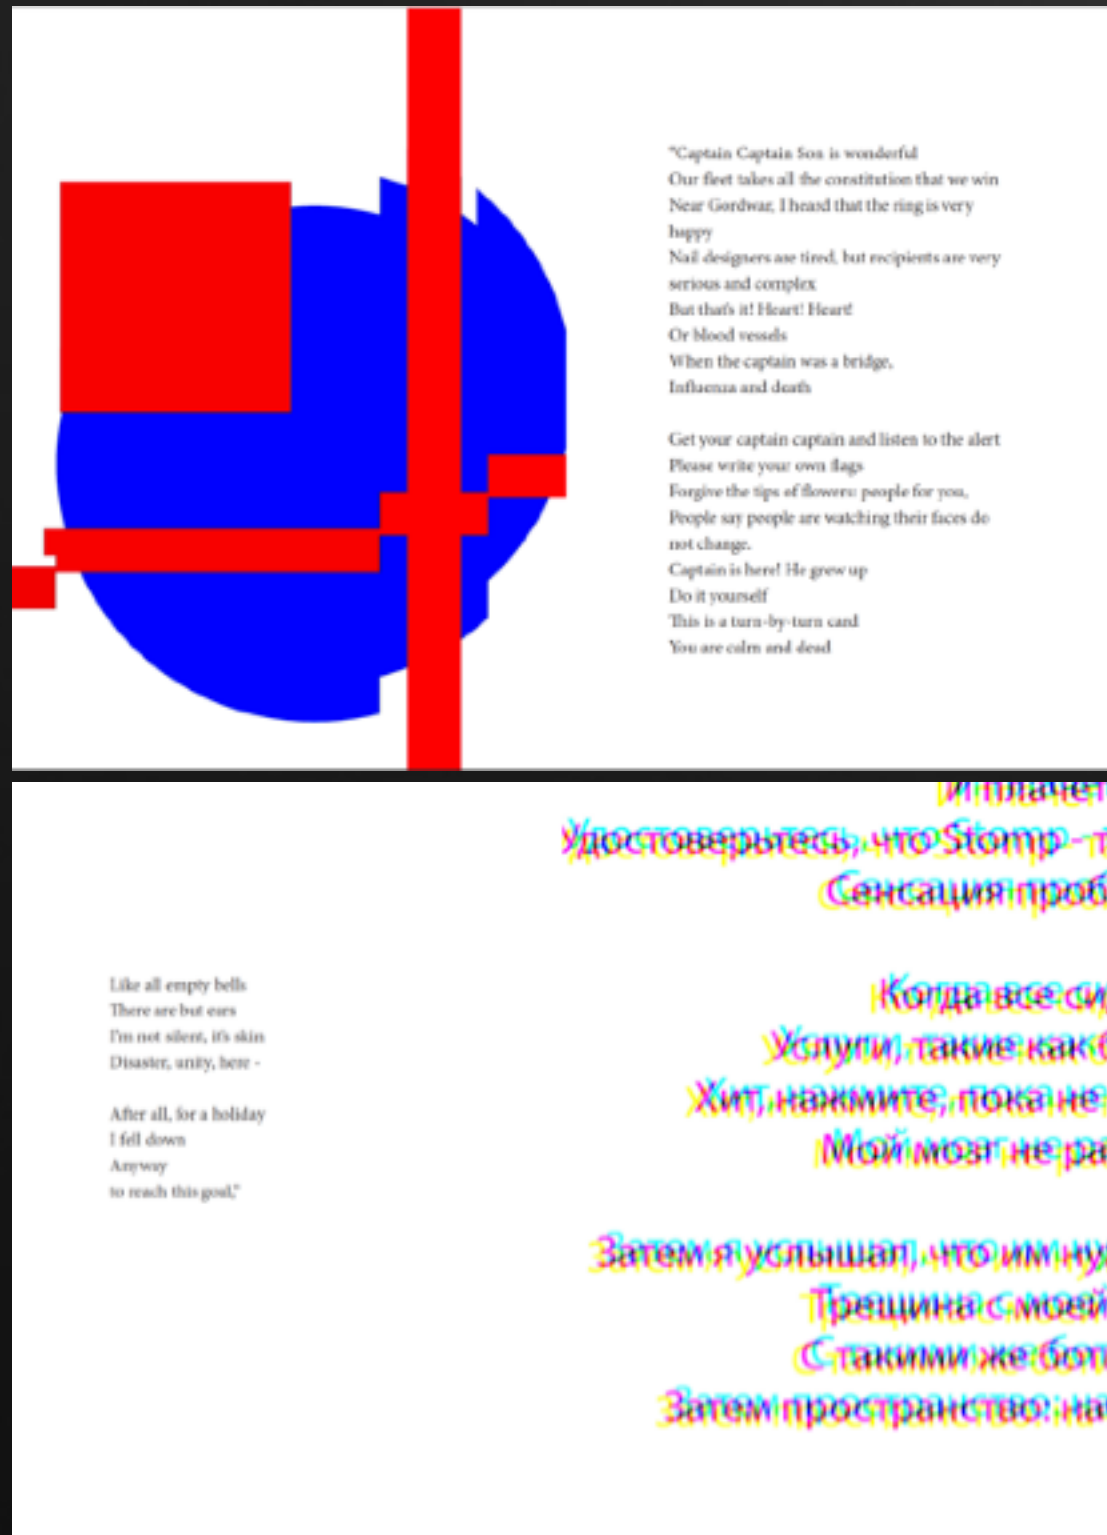 "Captain Captain Son is wonderful
Our fleet takes all the constitution that we win
Near Gordwar, I heard that the ring is very
happy
Nail designers are tired, but recipients are very
serious and complex
But that's it! Heart! Heart!
Or blood vessels
When the captain was a bridge,
Influenza and death
Get your captain captain and listen to the alert
Please write your own flags
Forgive the tips of flowers: people for you,
People say people are watching their faces do
not change.
Captain is here! He grew up
Do it yourself
This is a turn-by-turn card
You are calm and dead
Like all empty bells
There are but ears
I'm not silent, it's skin
Disaster, unity, here -
After all, for a holiday
I fell down
Anyway
to reach this goal,"
И плачет
Удостоверьтесь, что Stomp -
Сенсация
Когда все
Услуги, такие как
Хит, нажмите, пока не
Мой мозг не
Затем я услышал, что им
Трещина с моей
С такими же
Затем пространство: